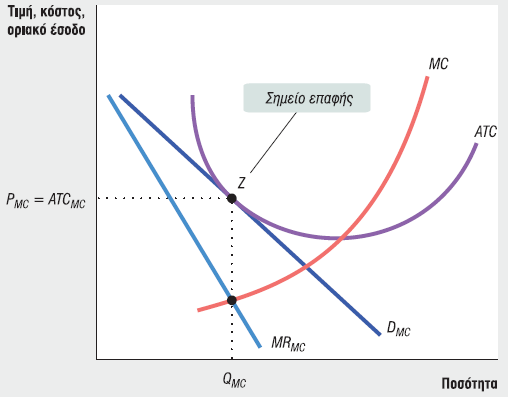 Τιμή, κόστος,
οριακό έσοδο
MC
Σημείο επαφής
ATC
Z
P_MC = ATC_MC
D_MC
MR_MC
Q_MC
Ποσότητα